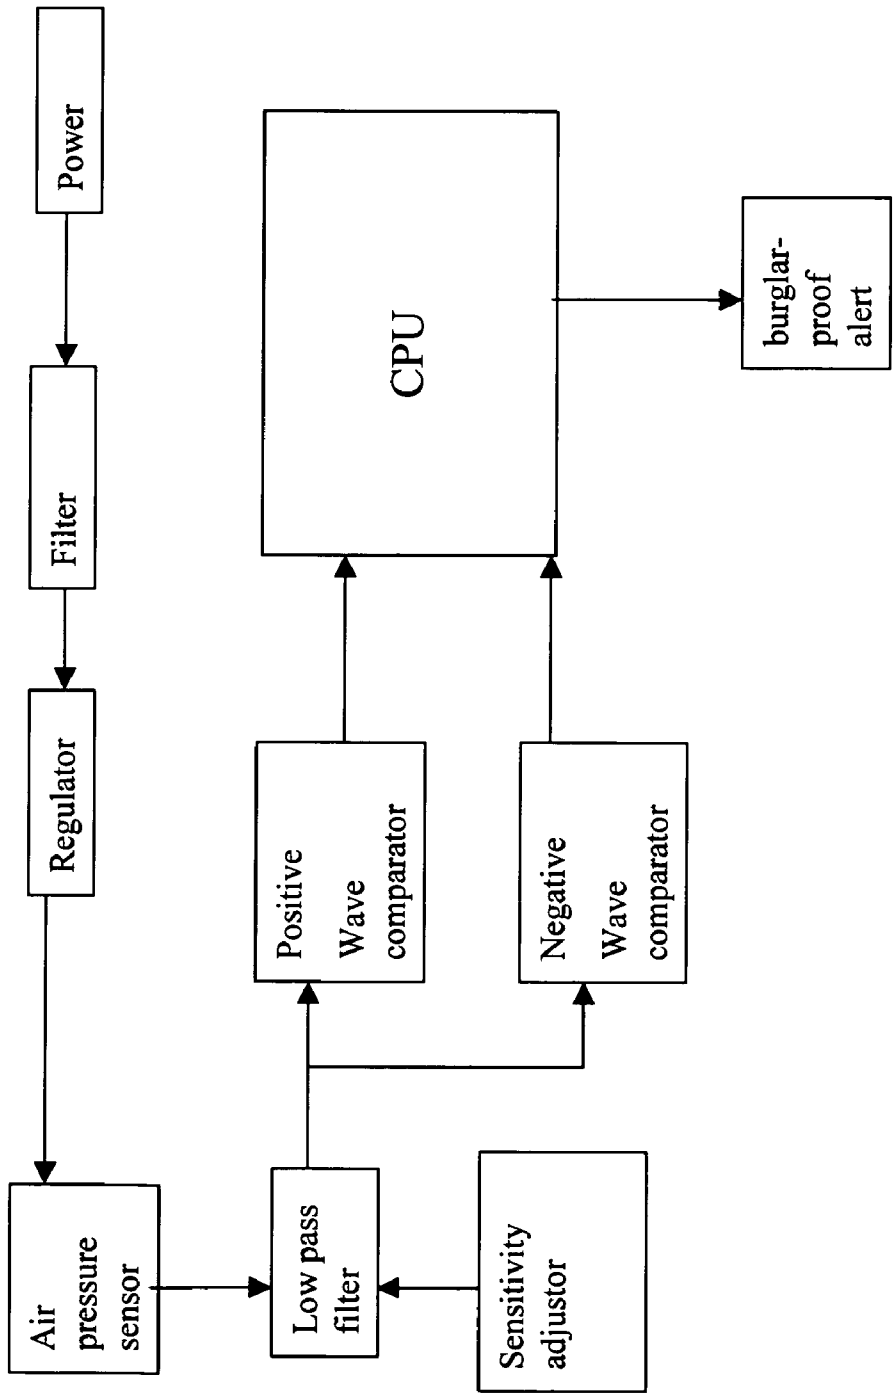 Air
pressure
sensor
Regulator
Filter
Power
Low pass
filter
Positive
Wave
comparator
CPU
Sensitivity
adjustor
Negative
Wave
comparator
burglar-
proof
alert